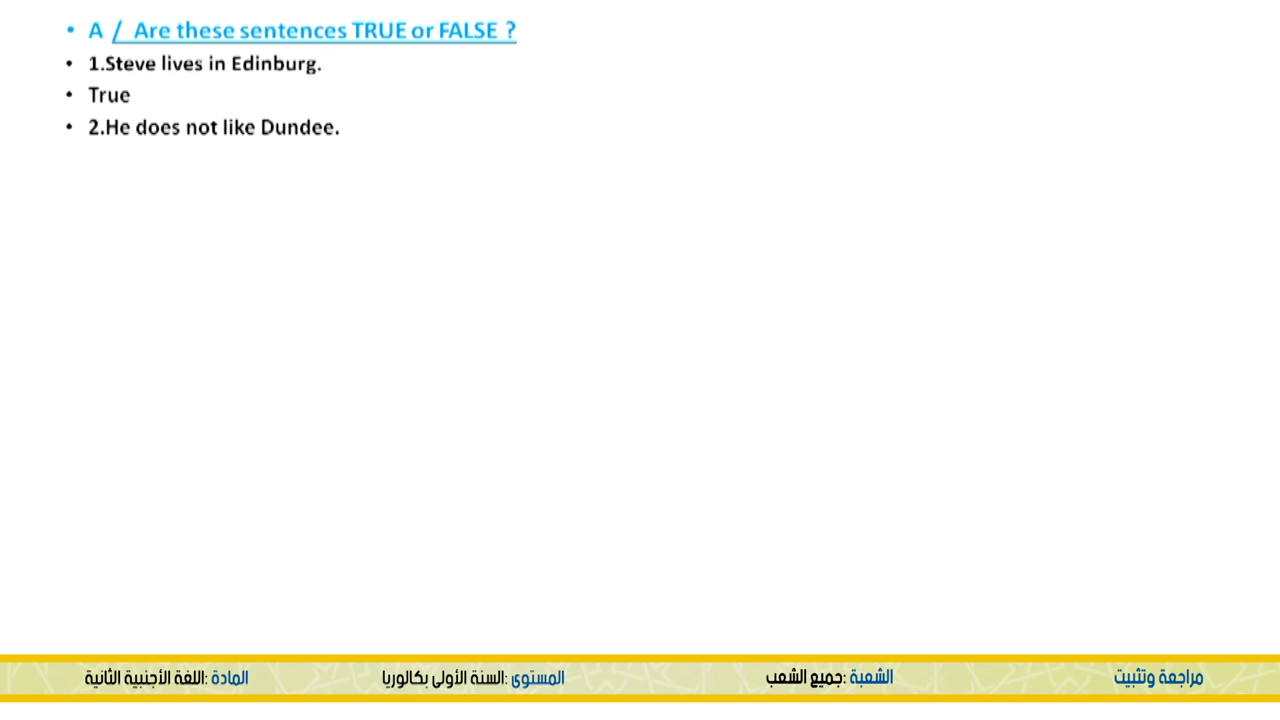 • A / Are these sentences TRUE or FALSE ?
• 1.Steve lives in Edinburg.
• True
• 2.He does not like Dundee.
مراجعة وتثبيت الشعبة :جميع الشعب المستوى :السنة الأولى بكالوريا المادة :اللغة الأجنبية الثانية